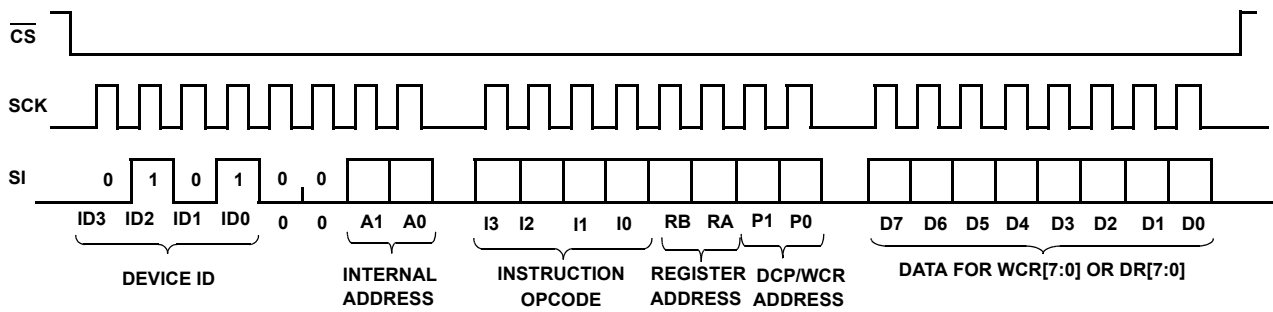 CS
SCK
SI
0 1 0 1 0 0
ID3 ID2 ID1 ID0 0 0 A1 A0 I3 I2 I1 I0 RB RA P1 P0 D7 D6 D5 D4 D3 D2 D1 D0
DEVICE ID
INTERNAL
ADDRESS
INSTRUCTION
OPCODE
REGISTER
ADDRESS
DCP/WCR
ADDRESS
DATA FOR WCR[7:0] OR DR[7:0]